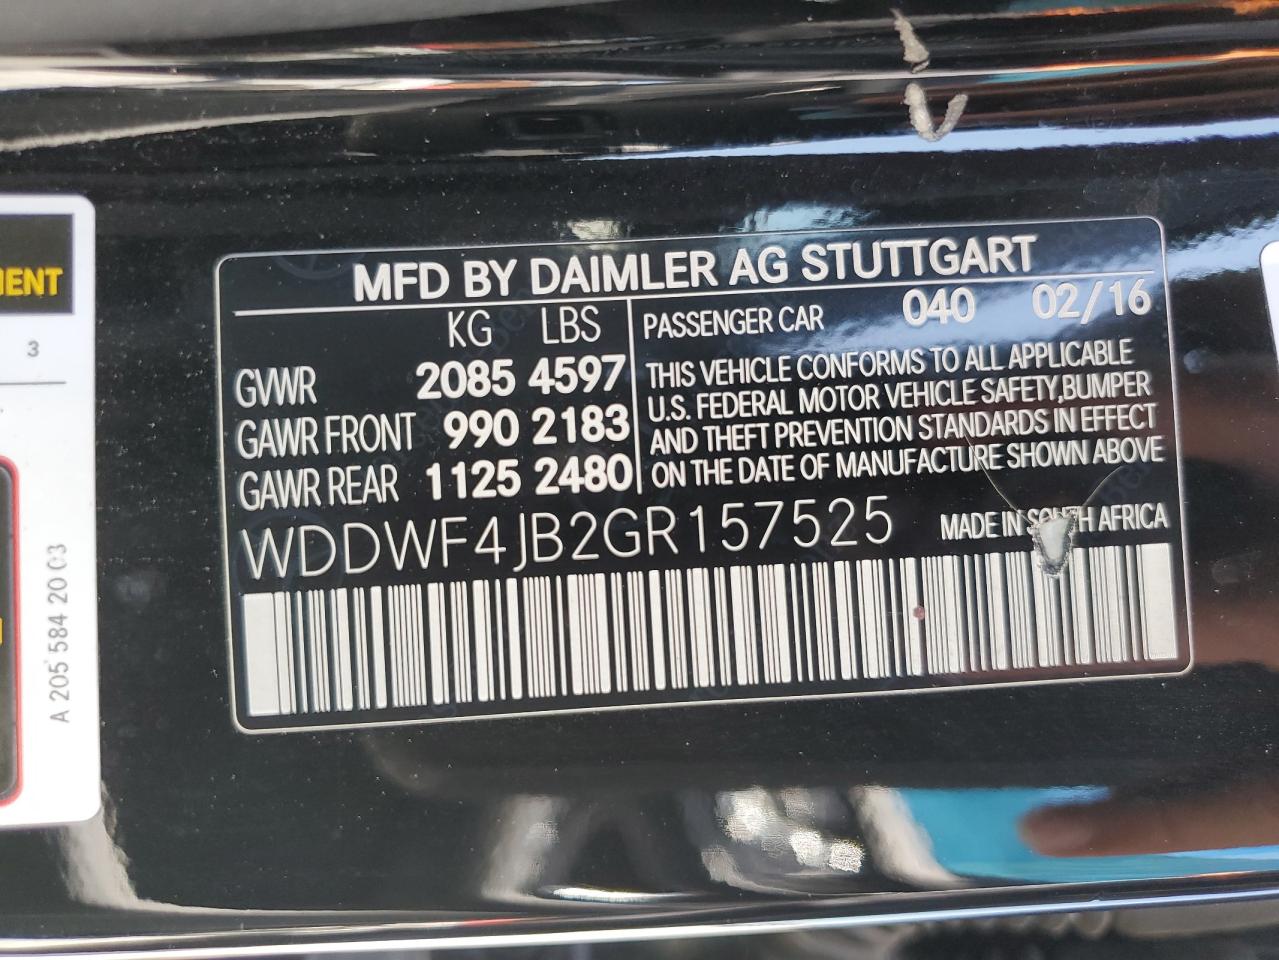 MENT
3
A 205 584 20 03
MFD BY DAIMLER AG STUTTGART
KG LBS
GVWR 2085 4597
GAWR FRONT 990 2183
GAWR REAR 1125 2480
PASSENGER CAR 040 02/16
THIS VEHICLE CONFORMS TO ALL APPLICABLE
U.S. FEDERAL MOTOR VEHICLE SAFETY,BUMPER
AND THEFT PREVENTION STANDARDS IN EFFECT
ON THE DATE OF MANUFACTURE SHOWN ABOVE
WDDWF4JB2GR157525
MADE IN SOUTH AFRICA